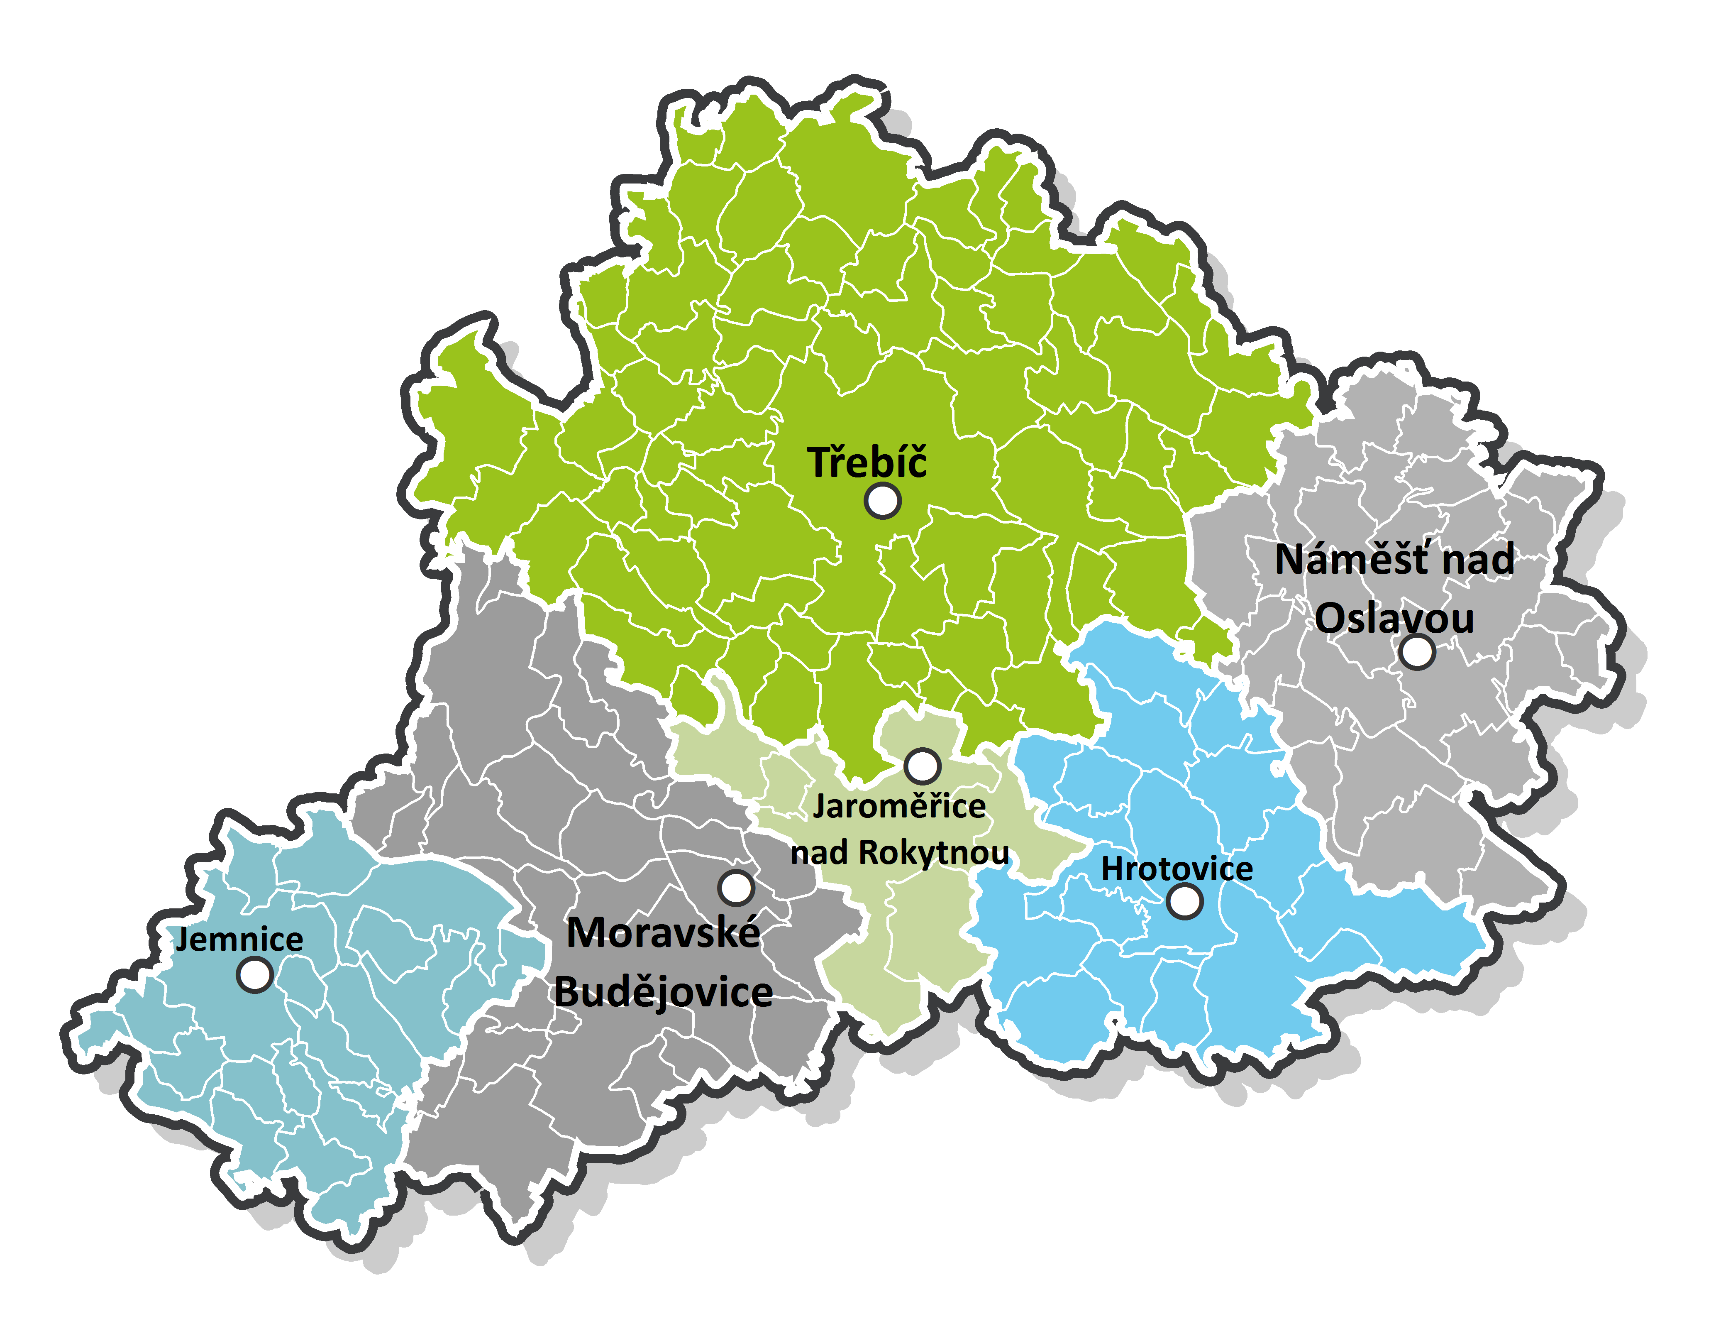 Třebíč
Náměšť nad
Oslavou
Jaroměřice
nad Rokytnou
Hrotovice
Moravské
Budějovice
Jemnice